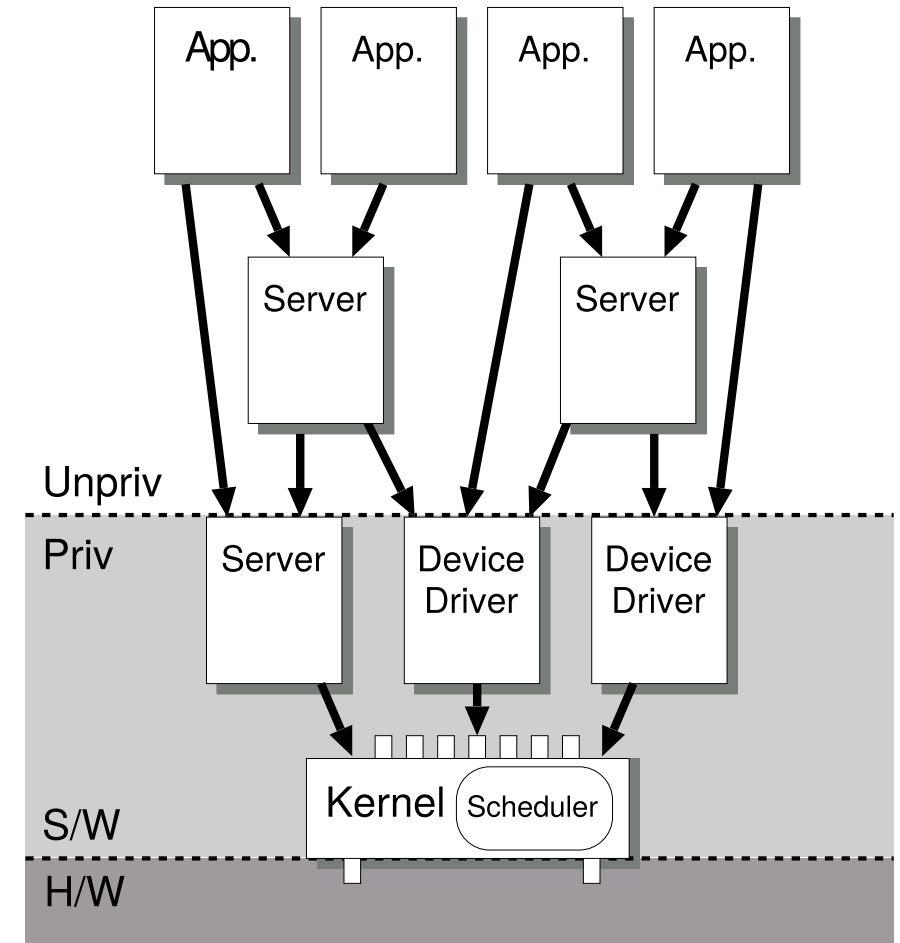 App.
App.
App.
App.
Server
Server
Unpriv
Priv
Server
Device
Driver
Device
Driver
Kernel
Scheduler
S/W
H/W